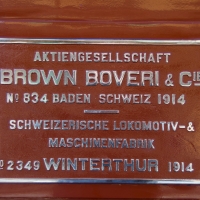 AKTIENGESELLSCHAFT
BROWN BOVERI & CIE
No 834 BADEN SCHWEIZ 1914
SCHWEIZERISCHE LOKOMOTIV-&
MASCHINENFABRIK
No 2349 WINTERTHUR 1914